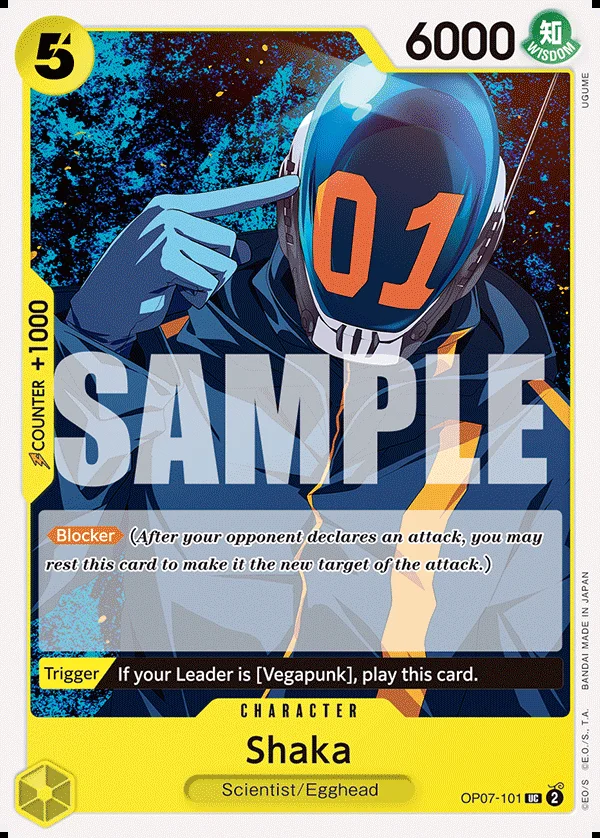 5
6000
知
WISDOM
UGUME
01
COUNTER +1000
SAMPLE
Blocker (After your opponent declares an attack, you may
rest this card to make it the new target of the attack.)
Trigger If your Leader is [Vegapunk], play this card.
CHARACTER
Shaka
Scientist/Egghead
OP07-101 UC 2
©EO/S ©E.O./S., T.A. BANDAI MADE IN JAPAN